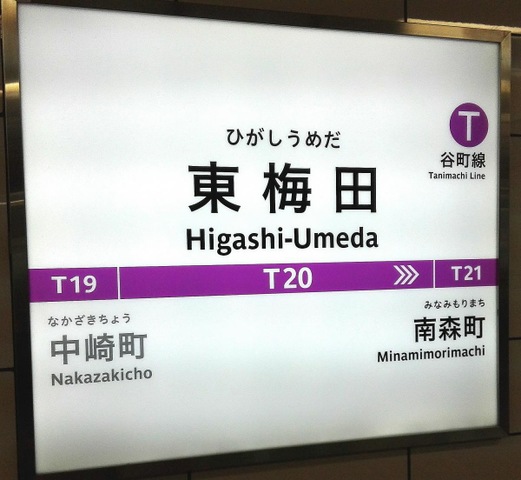 T
谷町線
Tanimachi Line
ひがしうめだ
東梅田
Higashi-Umeda
T19 T20 T21
なかざきちょう
中崎町
Nakazakicho
みなみもりまち
南森町
Minamimorimachi